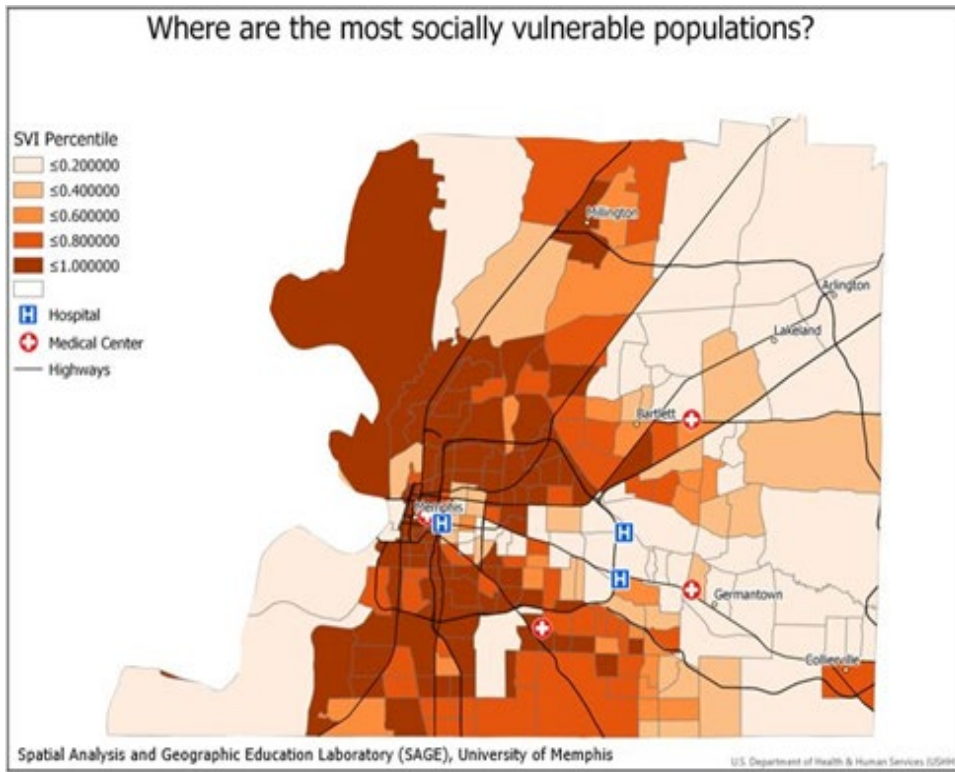 Where are the most socially vulnerable populations?
SVI Percentile
≤0.200000
≤0.400000
≤0.600000
≤0.800000
≤1.000000
H Hospital
Medical Center
Highways
Millington
Arlington
Lakeland
Bartlett
Memphis
H
H
H
Germantown
Collierville
Spatial Analysis and Geographic Education Laboratory (SAGE), University of Memphis
U.S. Department of Health & Human Services (USHH